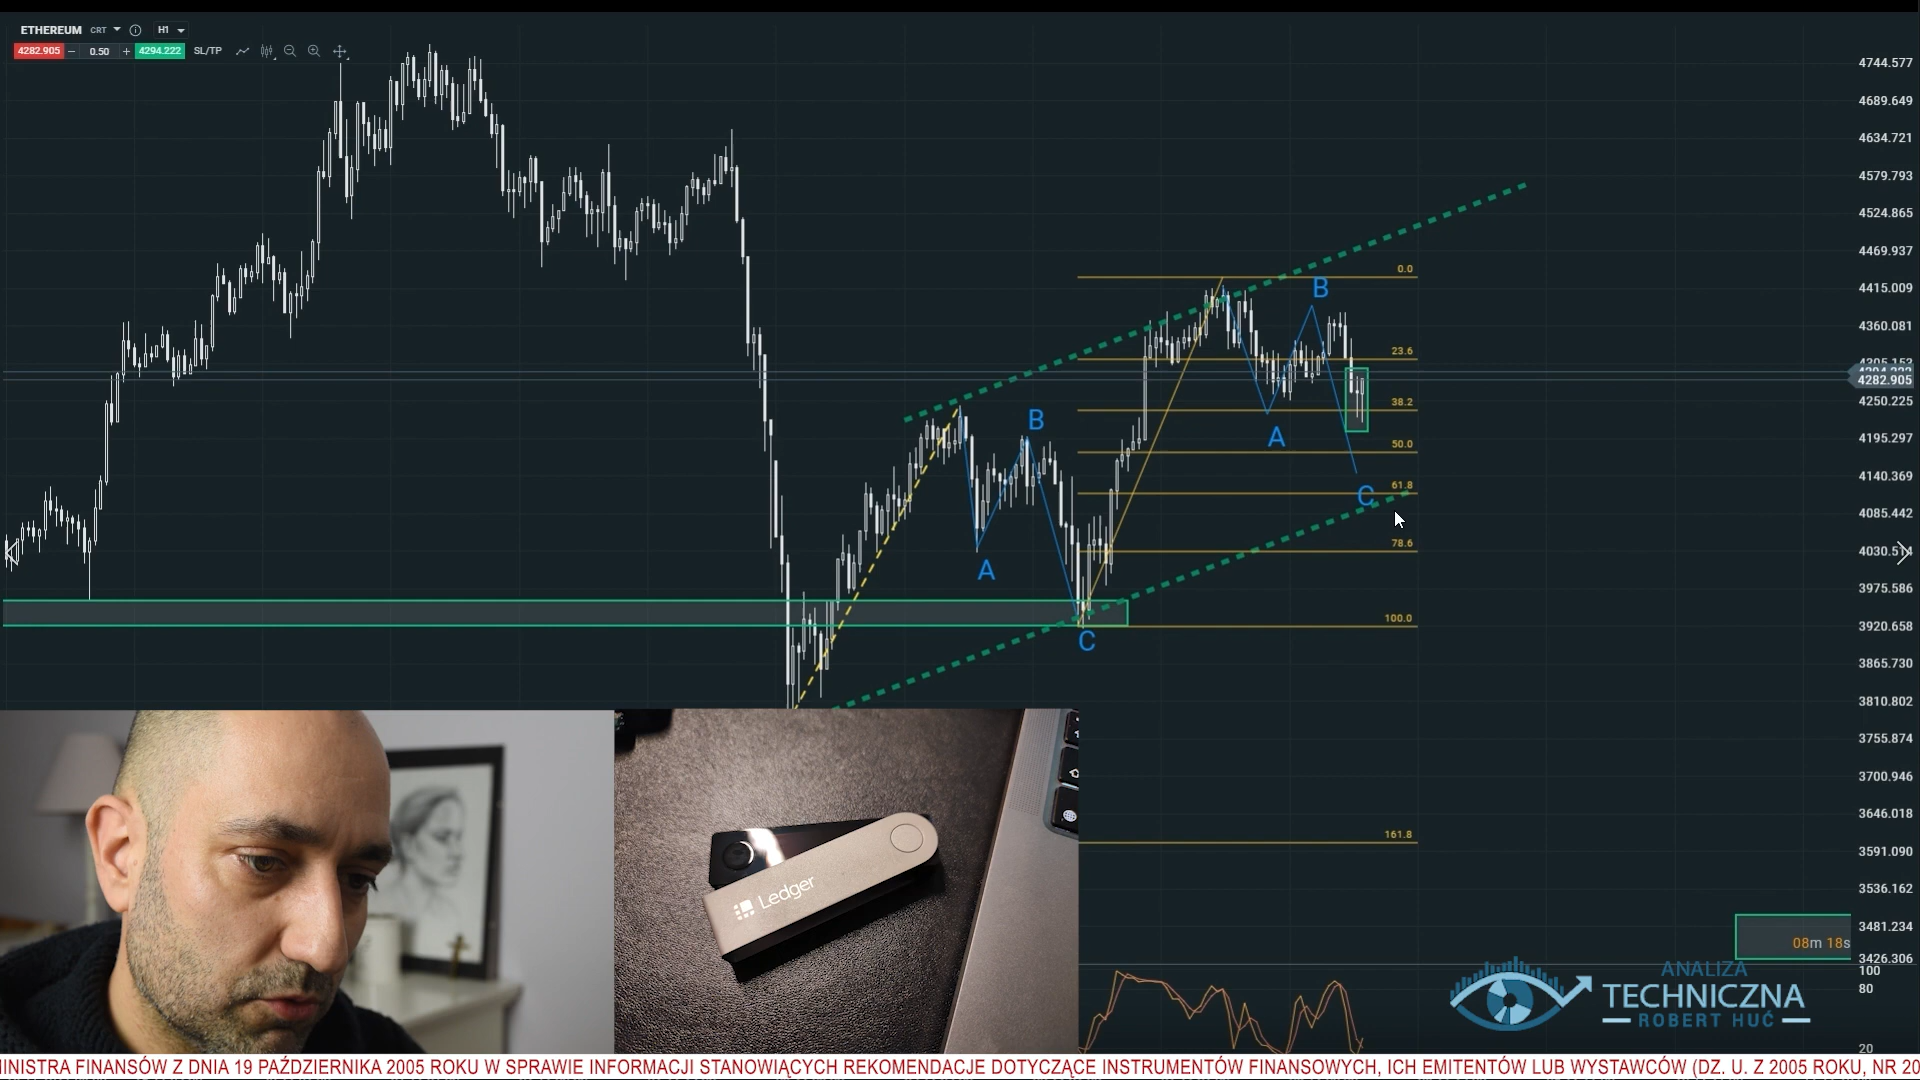 ETHEREUM CRT H1
4282.905 0.50 4294.222 SL/TP
4744.577
4689.649
4634.721
4579.793
4524.865
4469.937
4415.009
4360.081
4282.905
4250.225
4195.297
4140.369
4085.442
4030.514
3975.586
3920.658
3865.730
3810.802
3755.874
3700.946
3646.018
3591.090
3536.162
3481.234
3426.306
100
80
20
0.0
23.6
38.2
50.0
61.8
78.6
100.0
161.8
A
B
C
A
B
C
Ledger
08m 18s
ANALIZA
TECHNICZNA
ROBERT HUĆ
INISTRA FINANSÓW Z DNIA 19 PAŹDZIERNIKA 2005 ROKU W SPRAWIE INFORMACJI STANOWIĄCYCH REKOMENDACJE DOTYCZĄCE INSTRUMENTÓW FINANSOWYCH, ICH EMITENTÓW LUB WYSTAWCÓW (DZ. U. Z 2005 ROKU, NR 20